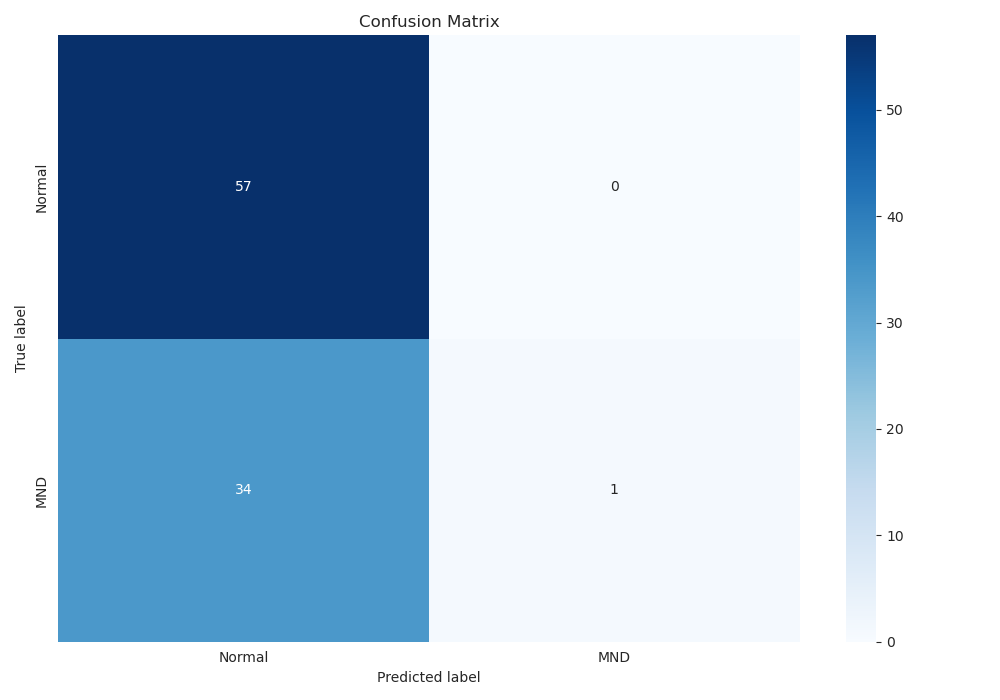 Confusion Matrix
True label
Normal
57
0
MND
34
1
Normal
MND
Predicted label
50
40
30
20
10
0